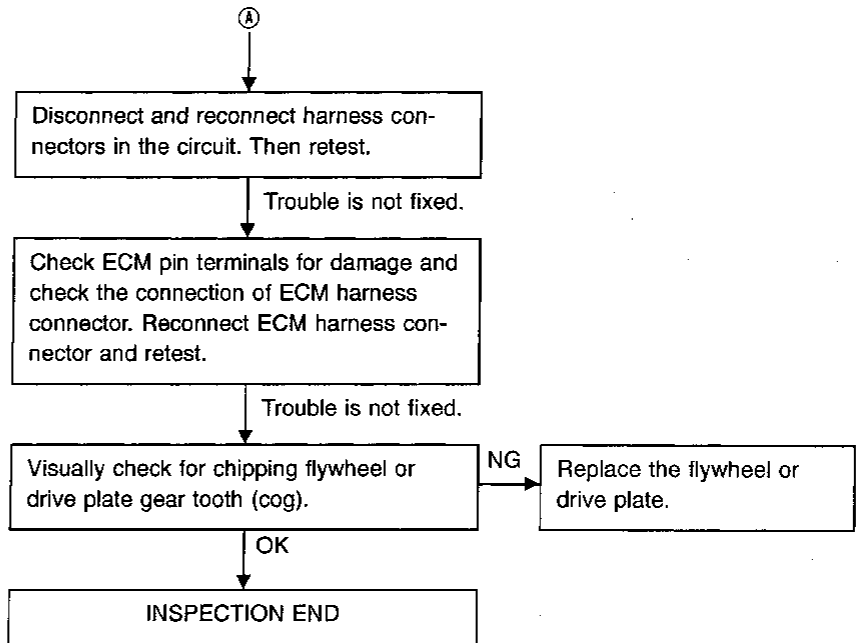 Ⓐ
Disconnect and reconnect harness con-
nectors in the circuit. Then retest.
Trouble is not fixed.
Check ECM pin terminals for damage and
check the connection of ECM harness
connector. Reconnect ECM harness con-
nector and retest.
Trouble is not fixed.
Visually check for chipping flywheel or
drive plate gear tooth (cog).
NG
Replace the flywheel or
drive plate.
OK
INSPECTION END